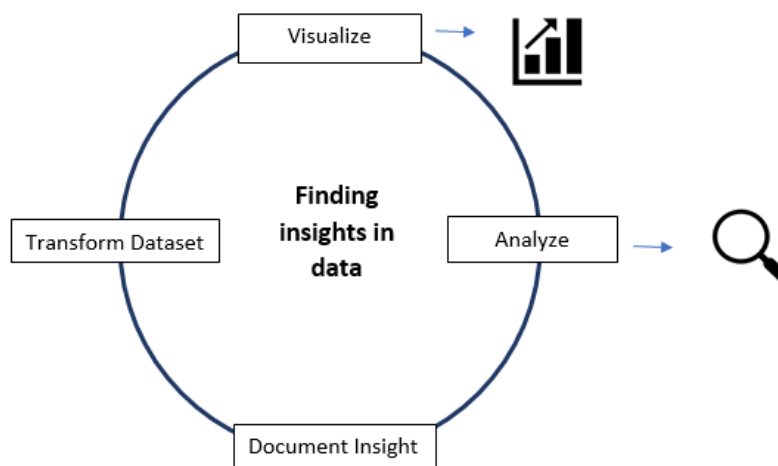 Visualize
Finding
insights in
data
Transform Dataset
Analyze
Document Insight